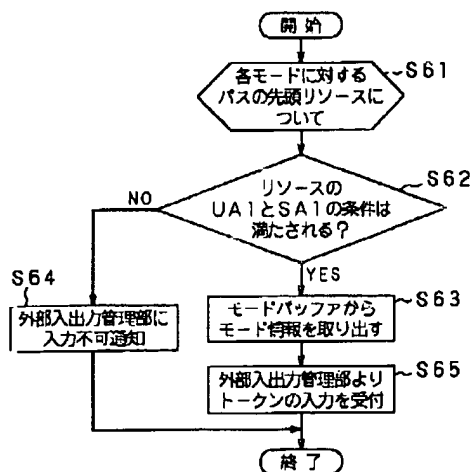 開始
各モードに対する
パスの先頭リソースに
ついて
S61
リソースの
UA1とSA1の条件は
満たされる?
S62
NO
YES
S64
外部入出力管理部に
入力不可通知
モードバッファから
モード情報を取り出す
S63
外部入出力管理部より
トークンの入力を受付
S65
終了